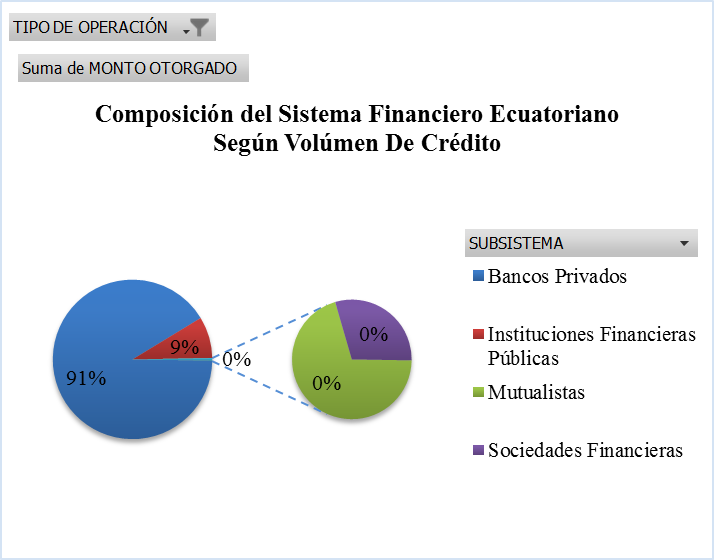 TIPO DE OPERACIÓN
Suma de MONTO OTORGADO
Composición del Sistema Financiero Ecuatoriano
Según Volúmen De Crédito
SUBSISTEMA
Bancos Privados
Instituciones Financieras
Públicas
Mutualistas
Sociedades Financieras
91%
9%
0%
0%
0%